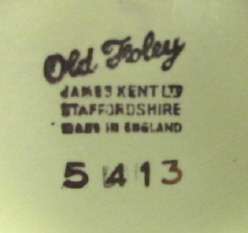 Old Foley
JAMES KENT LTD
STAFFORDSHIRE
MADE IN ENGLAND
5413